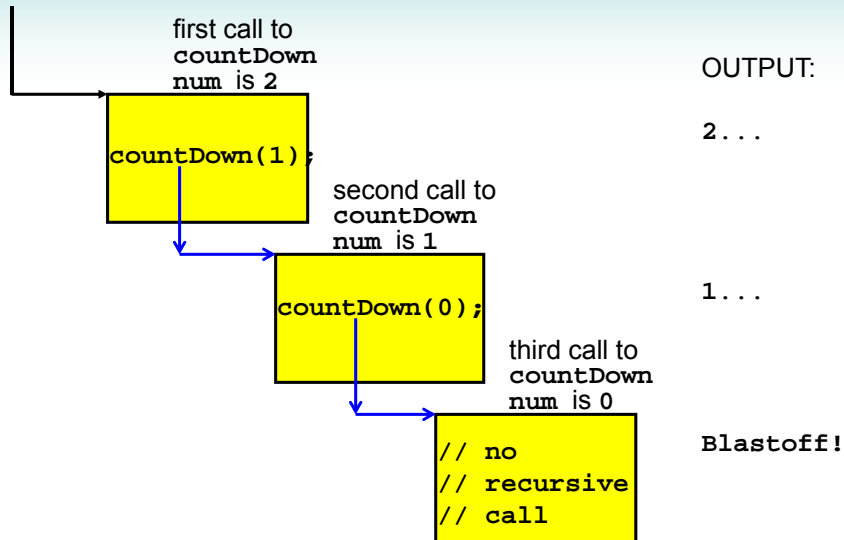 first call to
countDown
num is 2
OUTPUT:
countDown(1);
2...
second call to
countDown
num is 1
countDown(0);
1...
third call to
countDown
num is 0
// no
// recursive
// call
Blastoff!